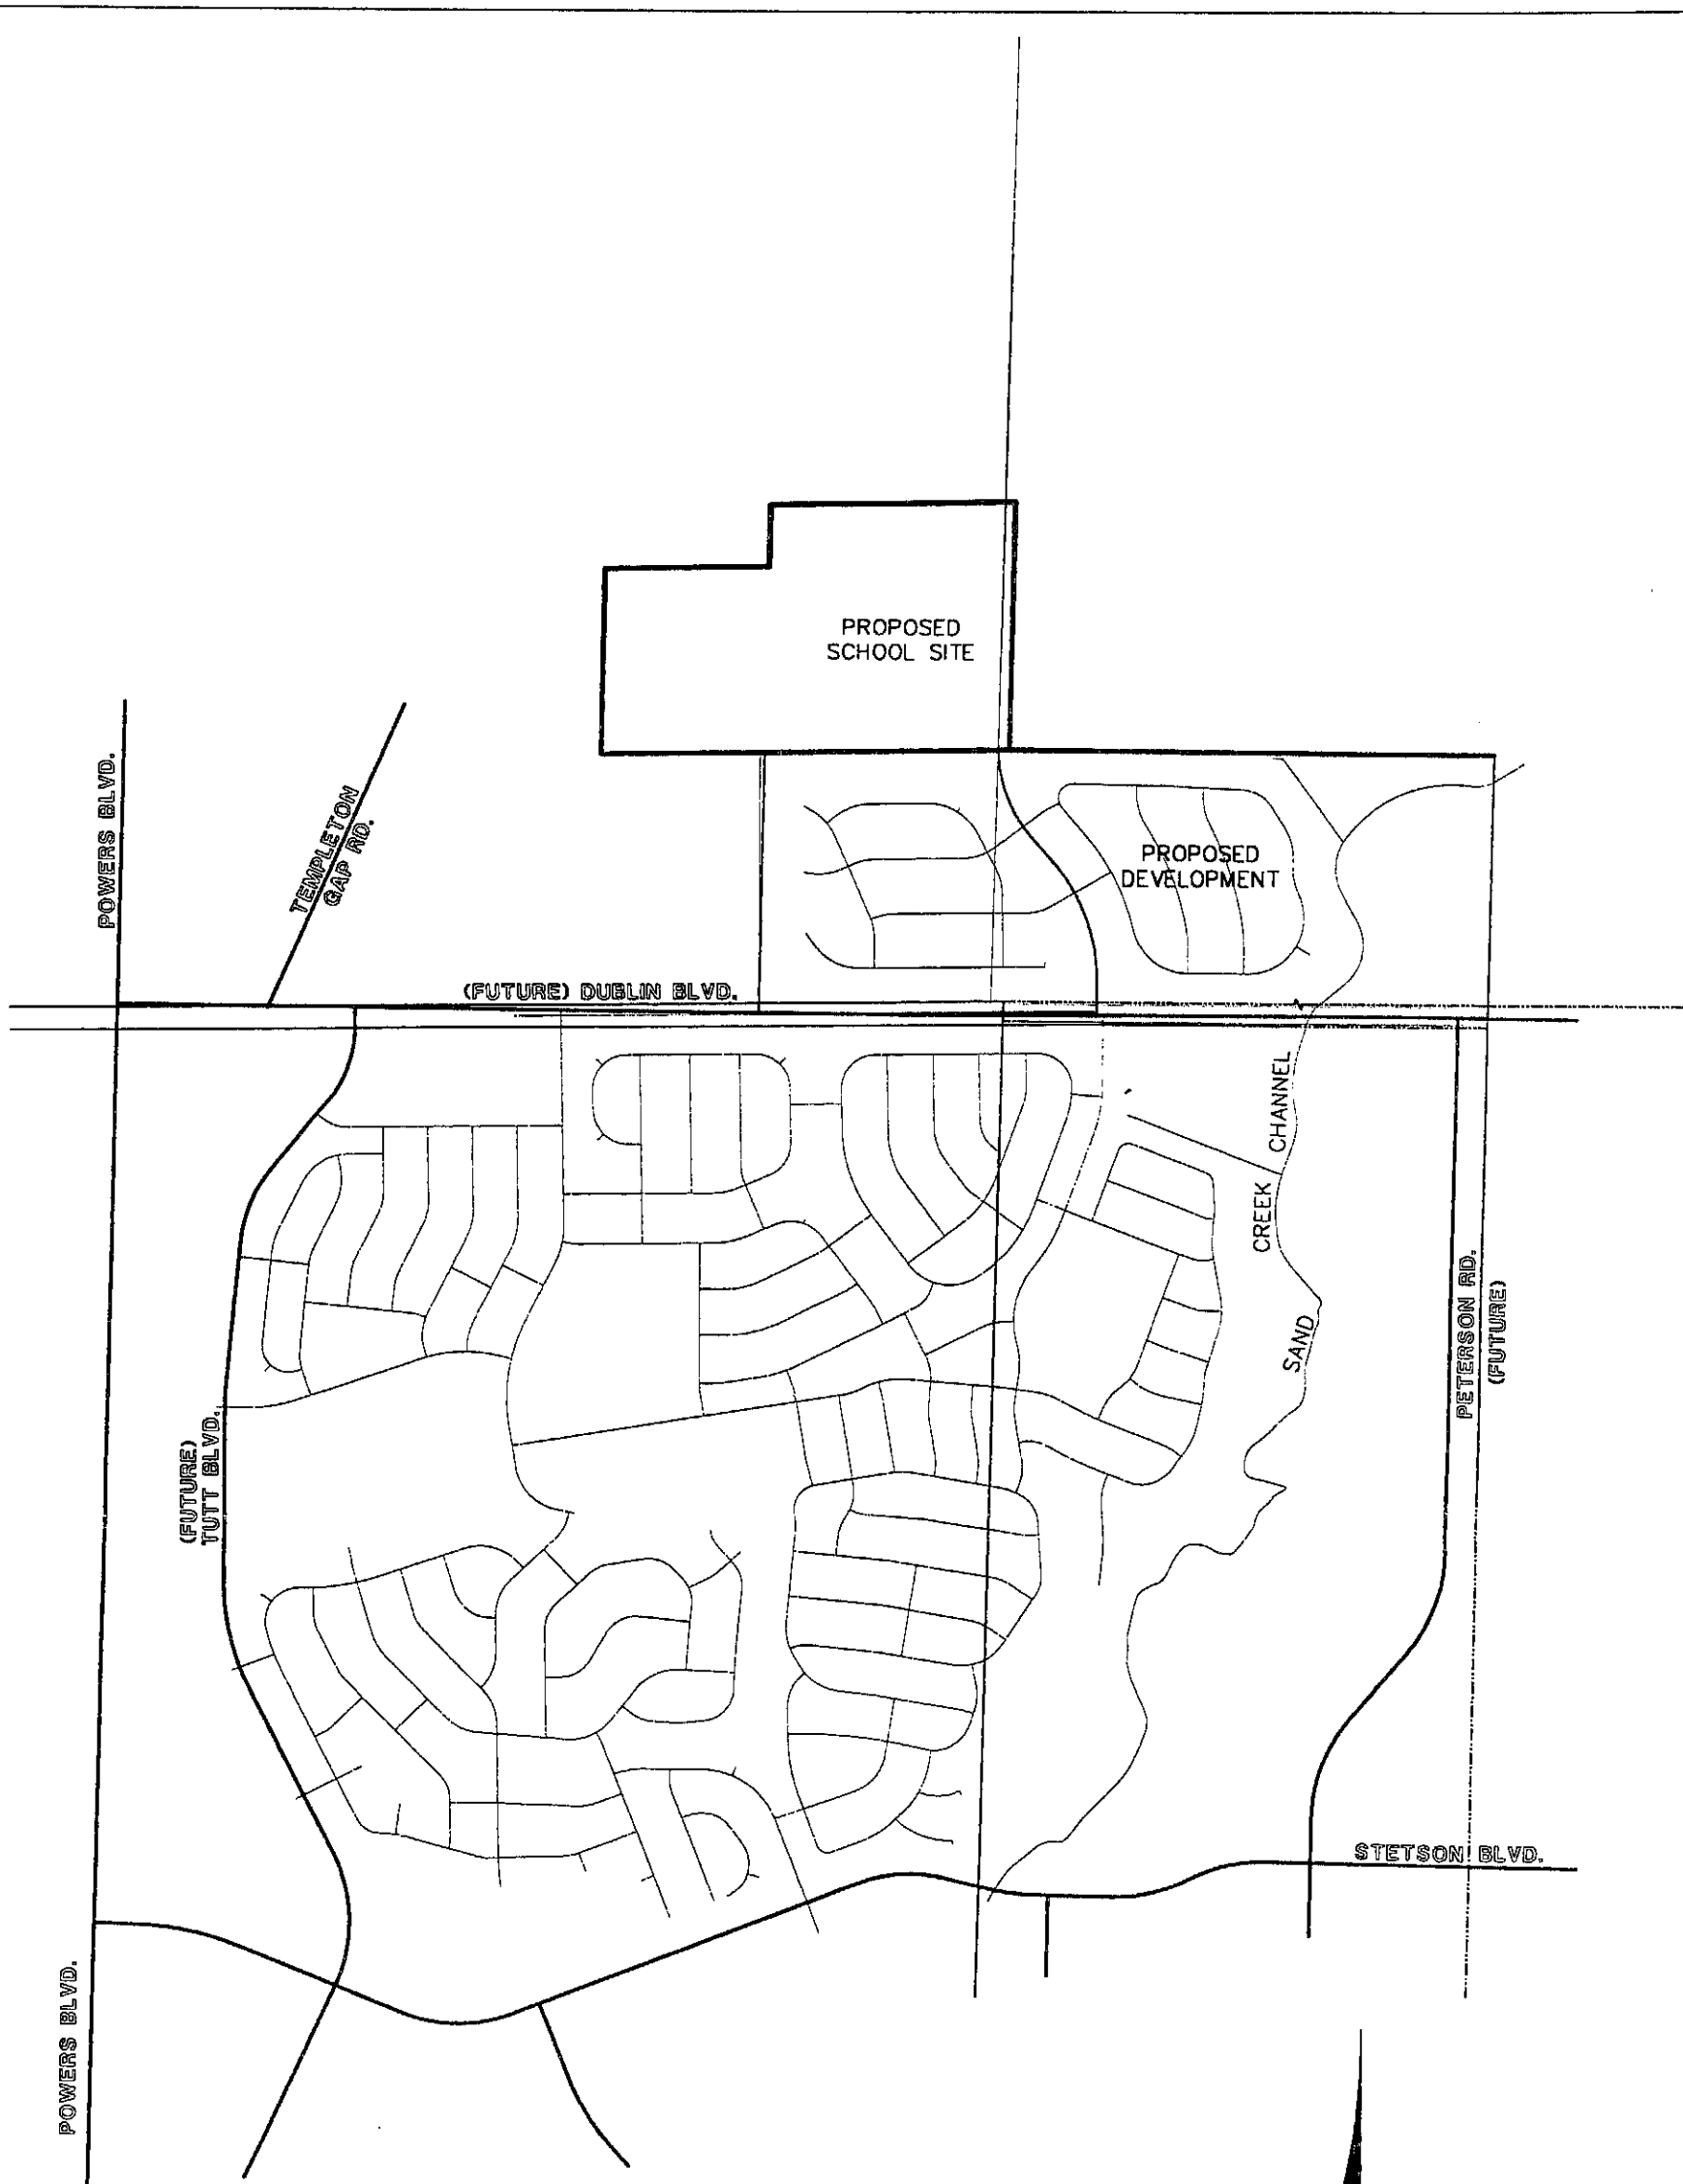 PROPOSED
SCHOOL SITE
POWERS BLVD.
TEMPLETON
GAP RD.
PROPOSED
DEVELOPMENT
(FUTURE) DUBLIN BLVD.
SAND CREEK CHANNEL
PETERSON RD.
(FUTURE)
(FUTURE)
TUTT BLVD.
STETSON BLVD.
POWERS BLVD.